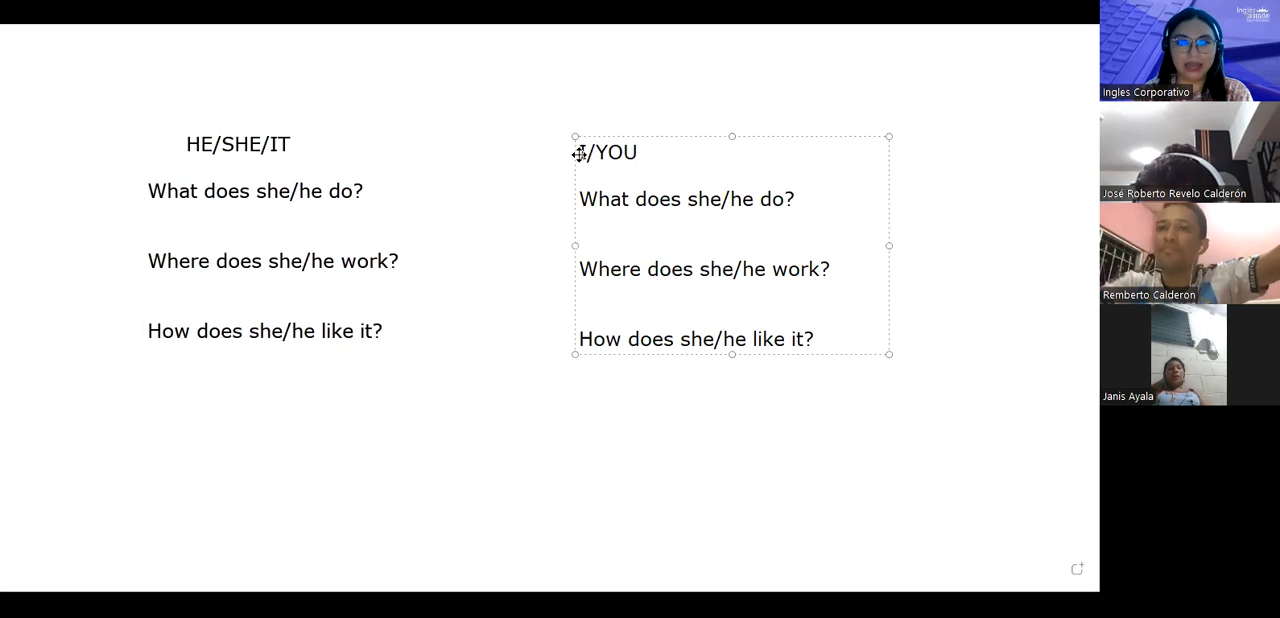 HE/SHE/IT
What does she/he do?
Where does she/he work?
How does she/he like it?
I/YOU
What does she/he do?
Where does she/he work?
How does she/he like it?
Ingles Corporativo
José Roberto Revelo Calderón
Remberto Calderon
Janis Ayala